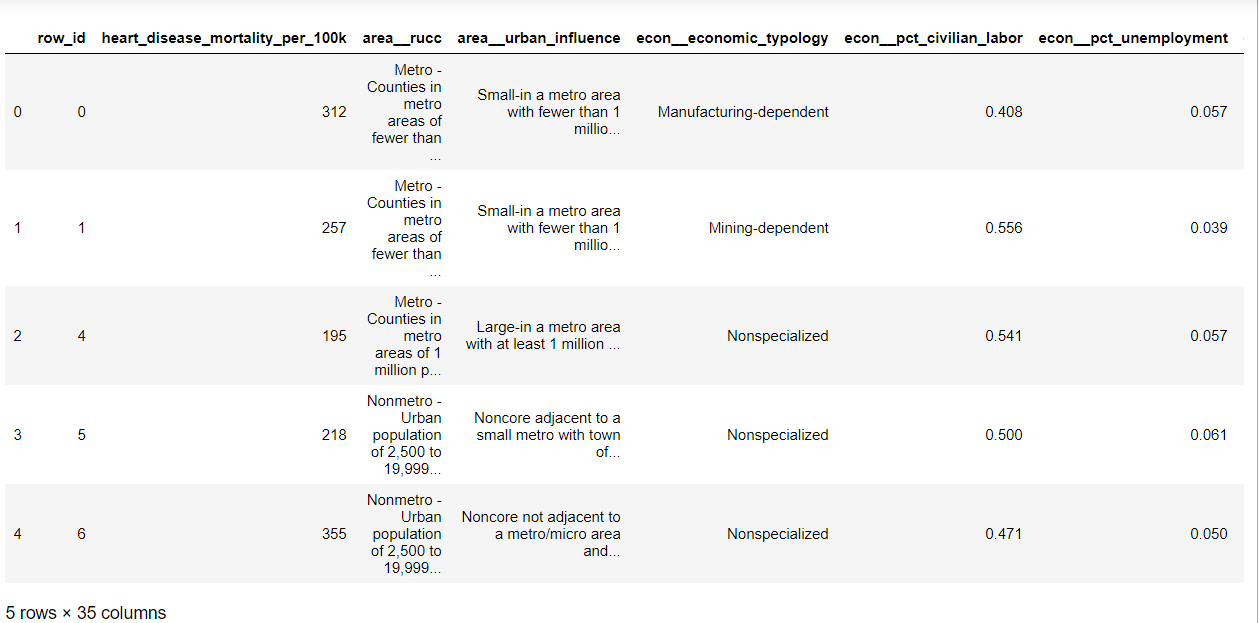 row_id heart_disease_mortality_per_100k area__rucc area__urban_influence econ__economic_typology econ__pct_civilian_labor econ__pct_unemployment
0 0 312 Metro - Counties in metro areas of fewer than ... Small-in a metro area with fewer than 1 millio... Manufacturing-dependent 0.408 0.057
1 1 257 Metro - Counties in metro areas of fewer than ... Small-in a metro area with fewer than 1 millio... Mining-dependent 0.556 0.039
2 4 195 Metro - Counties in metro areas of 1 million p... Large-in a metro area with at least 1 million ... Nonspecialized 0.541 0.057
3 5 218 Nonmetro - Urban population of 2,500 to 19,999... Noncore adjacent to a small metro with town of... Nonspecialized 0.500 0.061
4 6 355 Nonmetro - Urban population of 2,500 to 19,999... Noncore not adjacent to a metro/micro area and... Nonspecialized 0.471 0.050
5 rows × 35 columns